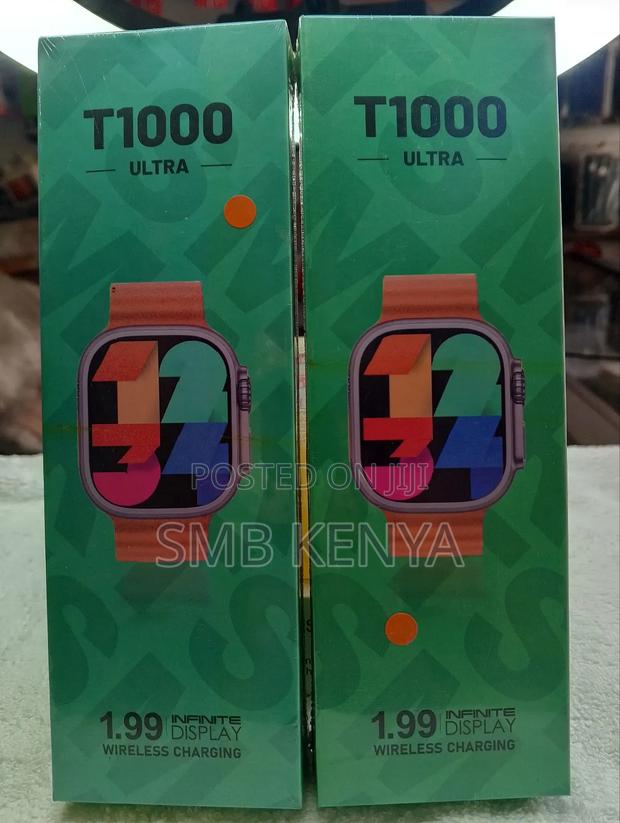 T1000
ULTRA
1.99 INFINITE DISPLAY
WIRELESS CHARGING
T1000
ULTRA
1.99 INFINITE DISPLAY
WIRELESS CHARGING
POSTED ON JIJI
SMB KENYA